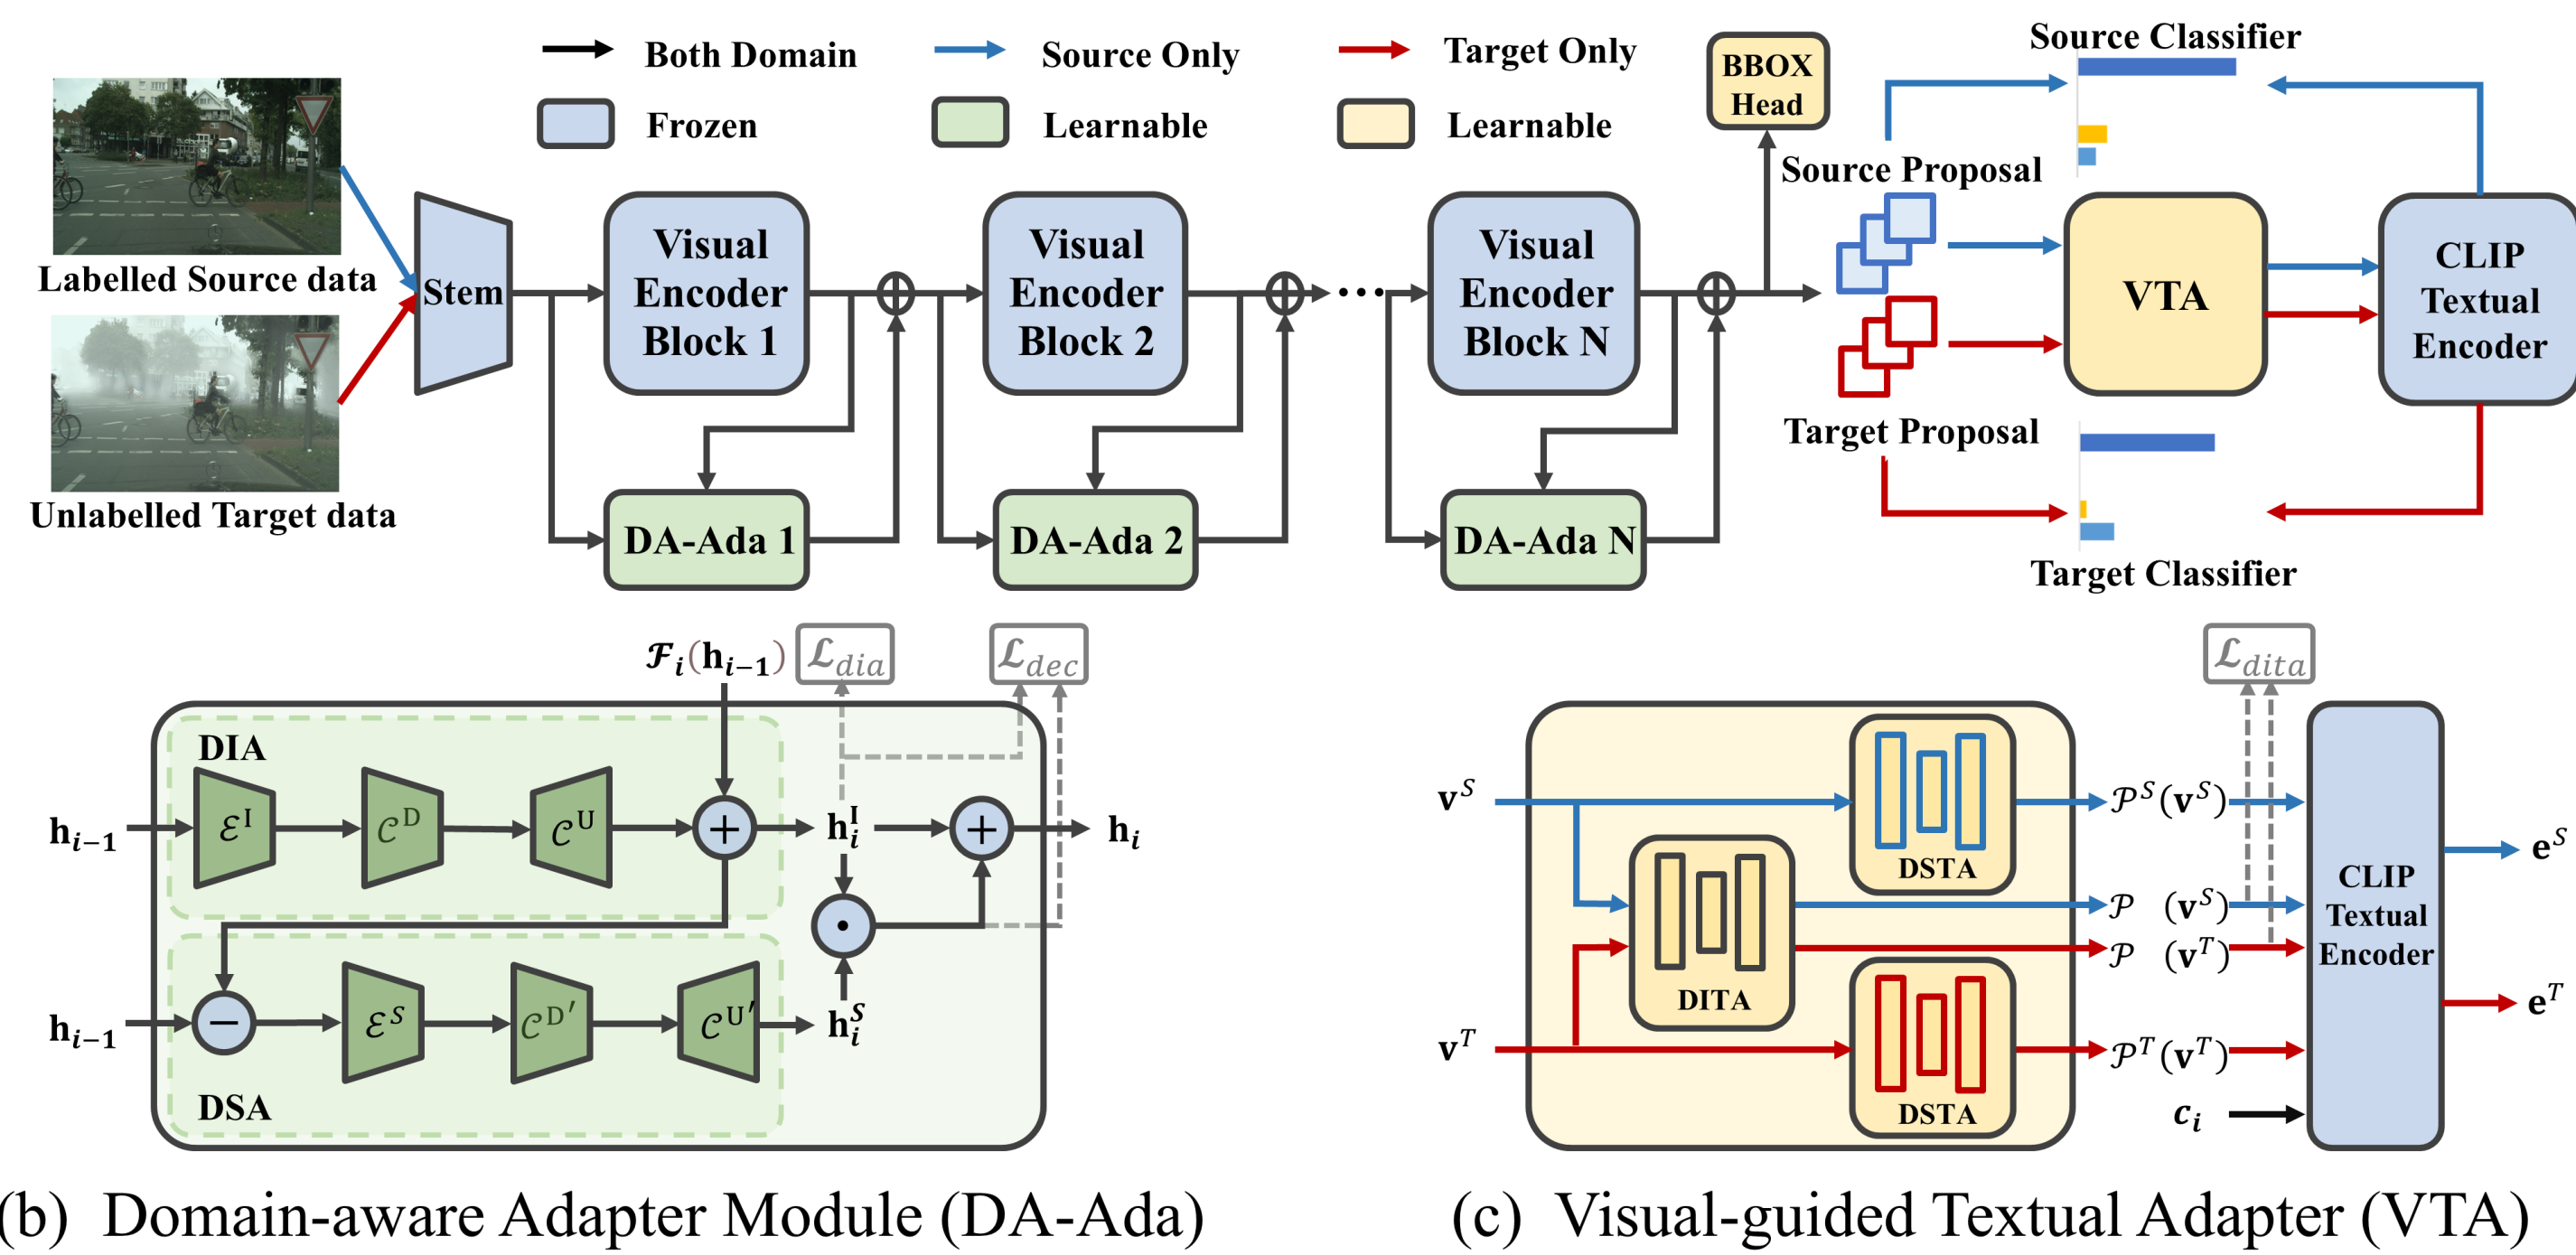 Both Domain
Source Only
Target Only
Frozen
Learnable
Learnable
BBOX
Head
Source Classifier
Labelled Source data
Unlabelled Target data
Stem
Visual
Encoder
Block 1
Visual
Encoder
Block 2
...
Visual
Encoder
Block N
DA-Ada 1
DA-Ada 2
DA-Ada N
Source Proposal
Target Proposal
VTA
CLIP
Textual
Encoder
Target Classifier
𝓕ᵢ(hᵢ₋₁)
ℒ_dia
ℒ_dec
DIA
hᵢ₋₁
ℰᴵ
𝒞ᴰ
𝒞ᵁ
+
hᵢᴵ
+
hᵢ
·
DSA
hᵢ₋₁
−
ℰˢ
𝒞ᴰ′
𝒞ᵁ′
hᵢˢ
ℒ_dita
vˢ
vᵀ
DSTA
DITA
DSTA
𝒫ˢ(vˢ)
𝒫 (vˢ)
𝒫 (vᵀ)
𝒫ᵀ(vᵀ)
cᵢ
CLIP
Textual
Encoder
eˢ
eᵀ
(b) Domain-aware Adapter Module (DA-Ada)
(c) Visual-guided Textual Adapter (VTA)